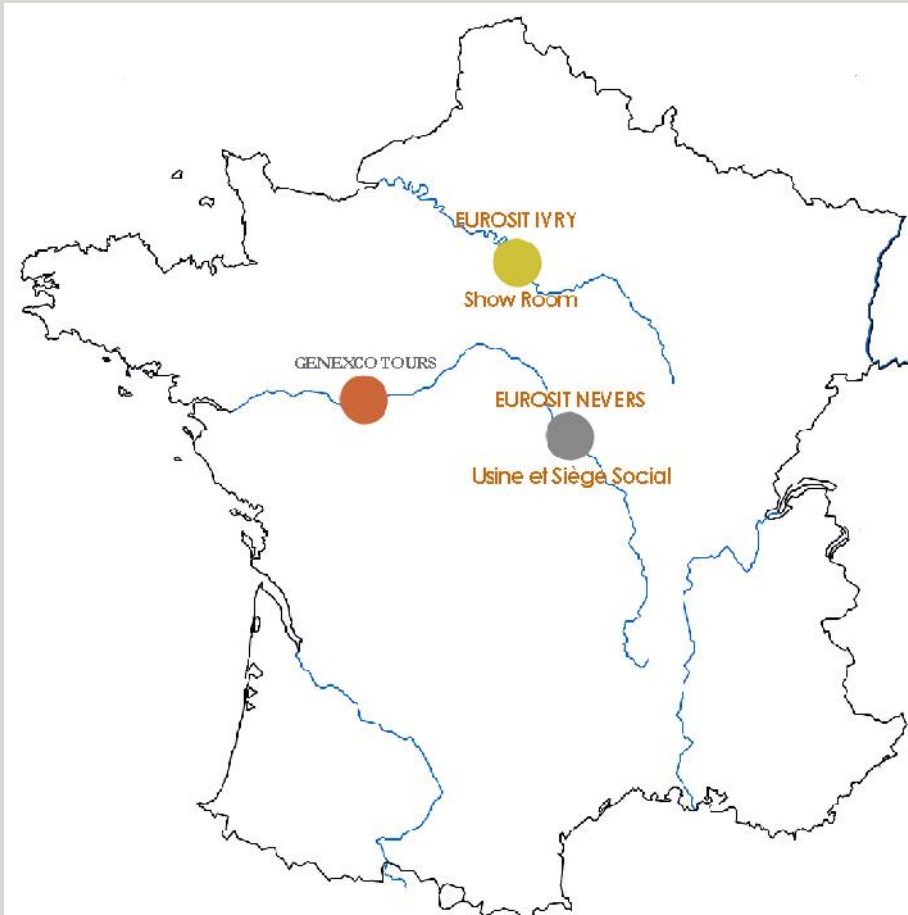 EUROSIT IVRY
Show Room
GENEXCO TOURS
EUROSIT NEVERS
Usine et Siège Social